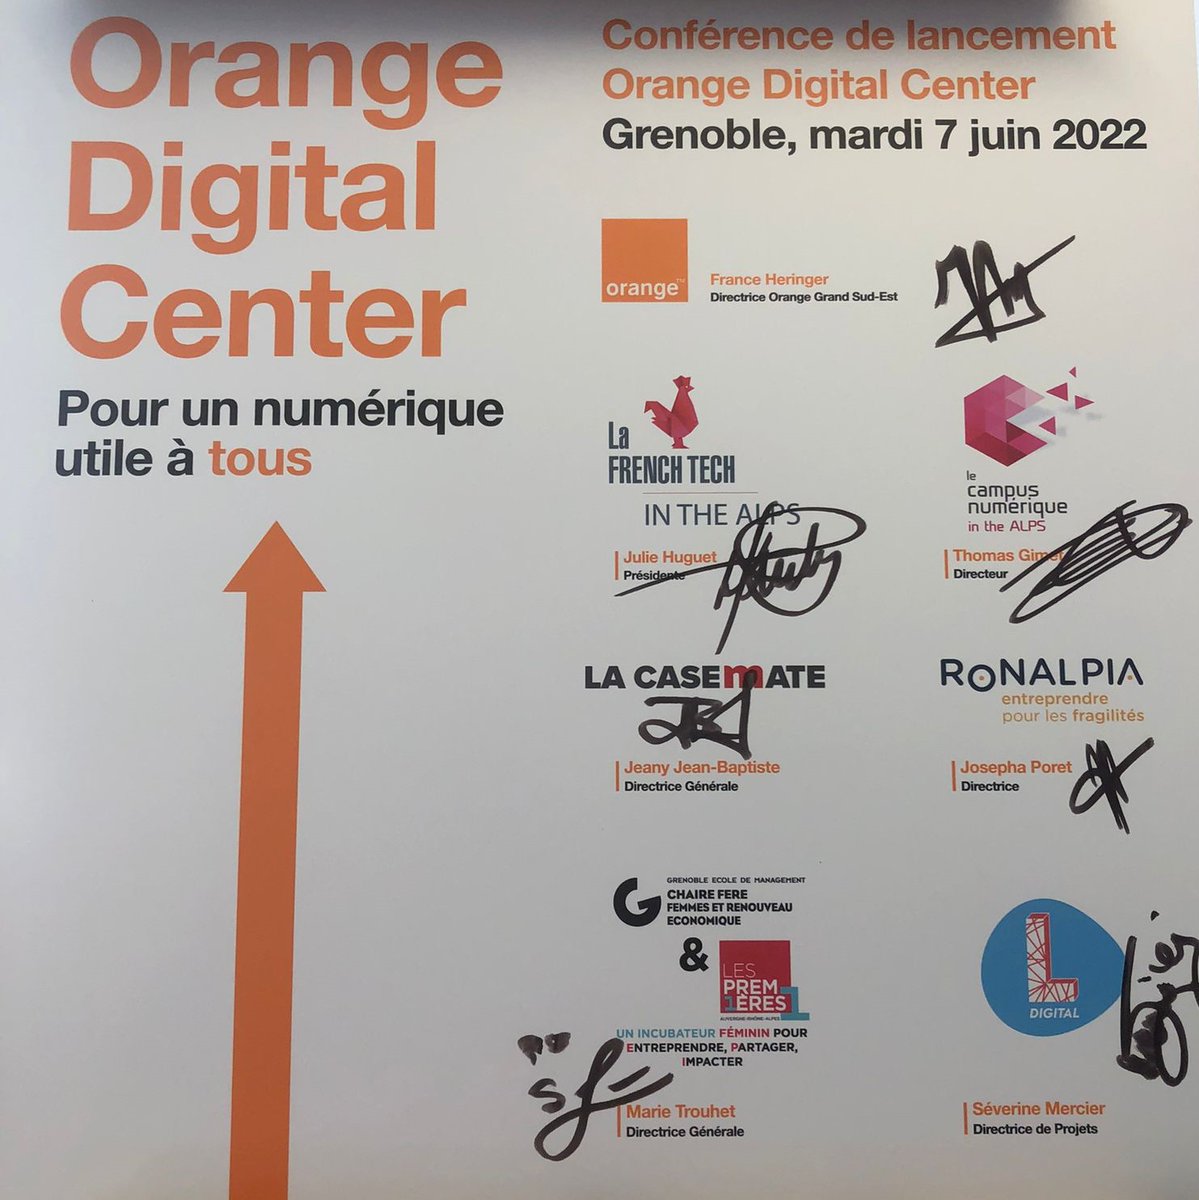 Orange
Digital
Center
Pour un numérique
utile à tous
Conférence de lancement
Orange Digital Center
Grenoble, mardi 7 juin 2022
orange™
France Heringer
Directrice Orange Grand Sud-Est
La
FRENCH TECH
IN THE ALPS
Julie Huguet
Présidente
le
campus
numérique
in the ALPS
Thomas Gimet
Directeur
LA CASEMATE
Jeany Jean-Baptiste
Directrice Générale
RONALPIA
entreprendre
pour les fragilités
Josepha Poret
Directrice
GRENOBLE ECOLE DE MANAGEMENT
CHAIRE FERE
FEMMES ET RENOUVEAU
ECONOMIQUE
&
LES
PREM
1ÈRES
AUVERGNE-RHÔNE-ALPES
UN INCUBATEUR FÉMININ POUR
ENTREPRENDRE, PARTAGER,
IMPACTER
Marie Trouhet
Directrice Générale
L
DIGITAL
Séverine Mercier
Directrice de Projets